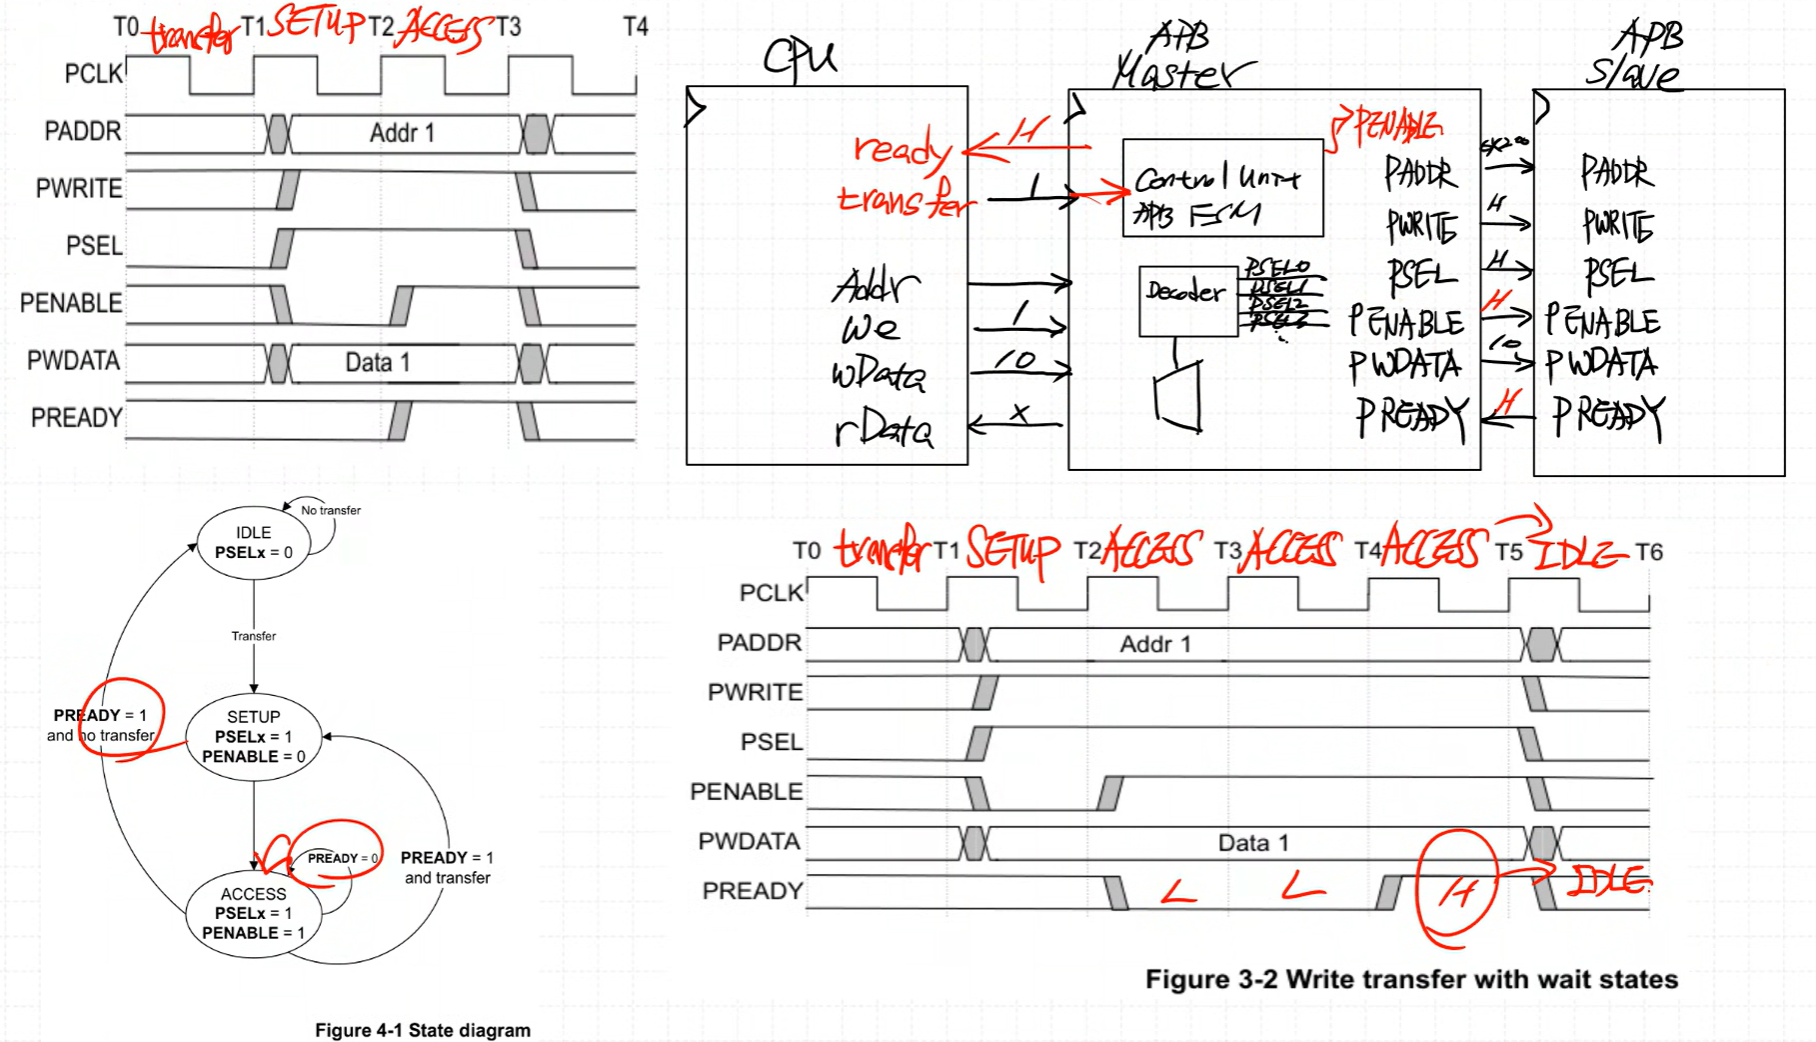 T0 transfer T1 SETUP T2 ACCESS T3 T4
PCLK
PADDR Addr 1
PWRITE
PSEL
PENABLE
PWDATA Data 1
PREADY
CPU
ready
transfer
Addr
We
wData
rData
H
1
1
10
x
APB
Master
Control Unit
APB FSM
PENABLE
Decoder
PSEL0
PSEL1
PSEL2
PSEL3
PADDR
PWRITE
PSEL
PENABLE
PWDATA
PREADY
H
H
H
10
H
APB
Slave
PADDR
PWRITE
PSEL
PENABLE
PWDATA
PREADY
No transfer
IDLE
PSELx = 0
Transfer
PREADY = 1
and no transfer
SETUP
PSELx = 1
PENABLE = 0
PREADY = 0
PREADY = 1
and transfer
ACCESS
PSELx = 1
PENABLE = 1
Figure 4-1 State diagram
T0 transfer T1 SETUP T2 ACCESS T3 ACCESS T4 ACCESS T5 IDLE T6
PCLK
PADDR Addr 1
PWRITE
PSEL
PENABLE
PWDATA Data 1
PREADY L L H IDLE
Figure 3-2 Write transfer with wait states